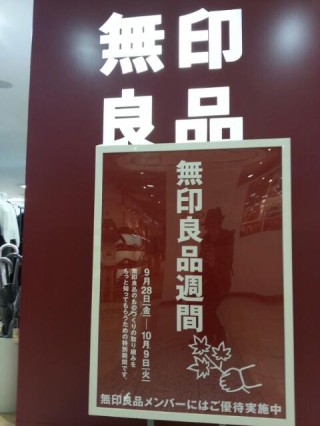 無印
良品
無印良品週間
9月28日[金]—10月9日[火]
無印良品のものづくりの取り組みを
もっと知ってもらうための特別期間です。
無印良品メンバーにはご優待実施中